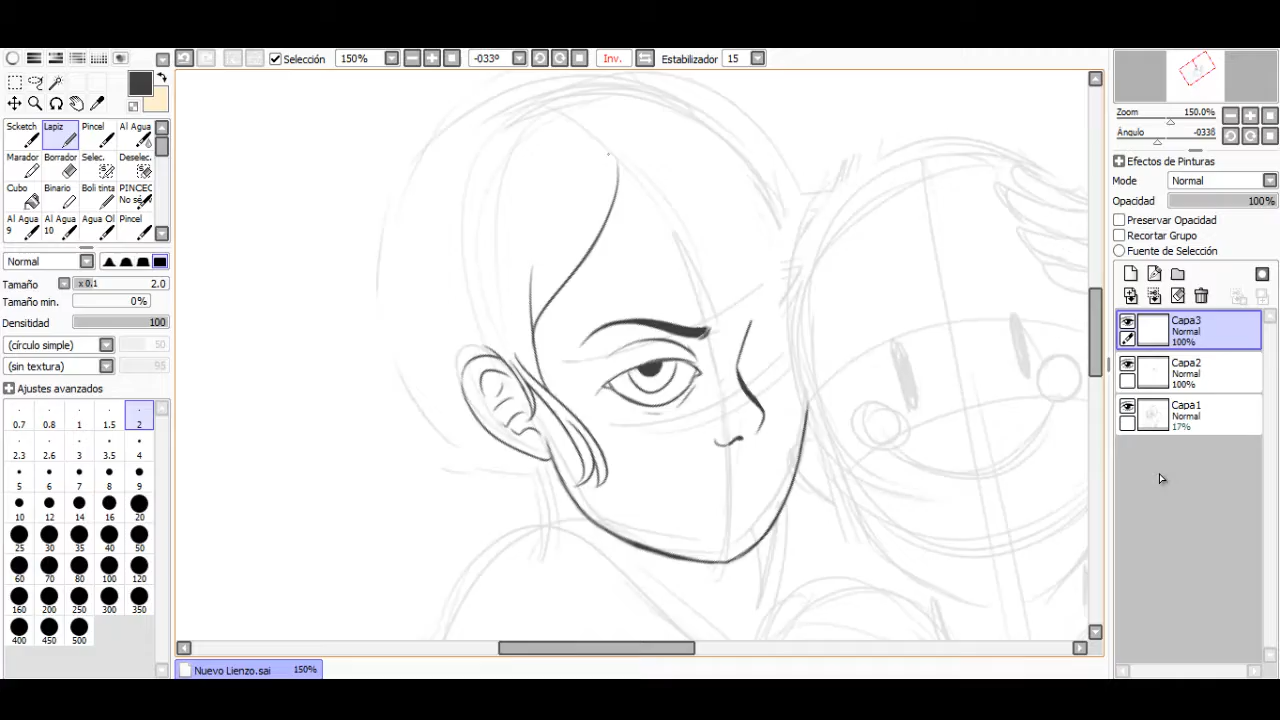 Selección 150% -033º Inv. Estabilizador 15
Scketch Lapiz Pincel Al Agua
Marador Borrador Selec. Deselec.
Cubo Binario Boli tinta PINCEC
No sé
Al Agua Al Agua Agua Ol Pincel
9 10
Normal
Tamaño x 0.1 2.0
Tamaño min. 0%
Densidad 100
(círculo simple) 50
(sin textura) 95
Ajustes avanzados
0.7 0.8 1 1.5 2
2.3 2.6 3 3.5 4
5 6 7 8 9
10 12 14 16 20
25 30 35 40 50
60 70 80 100 120
160 200 250 300 350
400 450 500
Nuevo Lienzo.sai 150%
Zoom 150.0%
Ángulo -033ß
Efectos de Pinturas
Mode Normal
Opacidad 100%
Preservar Opacidad
Recortar Grupo
Fuente de Selección
Capa3
Normal
100%
Capa2
Normal
100%
Capa1
Normal
17%